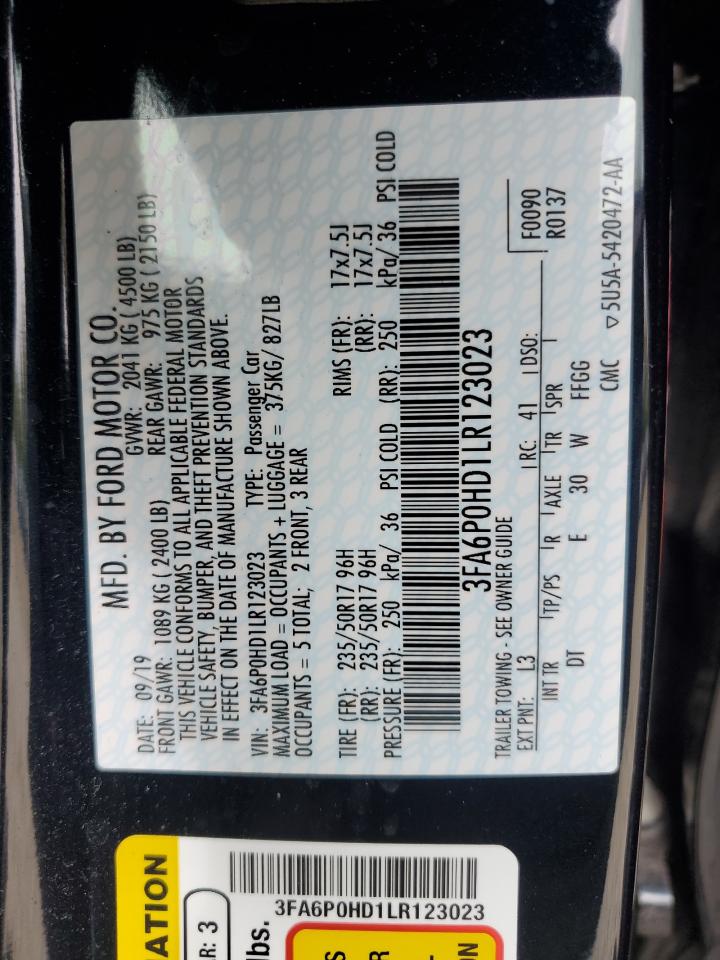 MFD. BY FORD MOTOR CO.
DATE: 09/19 GVWR: 2041 KG ( 4500 LB)
FRONT GAWR: 1089 KG ( 2400 LB) REAR GAWR: 975 KG ( 2150 LB)
THIS VEHICLE CONFORMS TO ALL APPLICABLE FEDERAL MOTOR
VEHICLE SAFETY, BUMPER, AND THEFT PREVENTION STANDARDS
IN EFFECT ON THE DATE OF MANUFACTURE SHOWN ABOVE.
VIN: 3FA6P0HD1LR123023 TYPE: Passenger Car
MAXIMUM LOAD = OCCUPANTS + LUGGAGE = 375KG/ 827LB
OCCUPANTS = 5 TOTAL; 2 FRONT, 3 REAR
TIRE (FR): 235/50R17 96H RIMS (FR): 17x7.5J
(RR): 235/50R17 96H (RR): 17x7.5J
PRESSURE (FR): 250 kPa/ 36 PSI COLD (RR): 250 kPa/ 36 PSI COLD
3FA6P0HD1LR123023
TRAILER TOWING - SEE OWNER GUIDE F0090
EXT PNT: L3 RC: 41 DSO: R0137
INT TR TP/PS R AXLE TR SPR
DT E 30 W FFGG
CMC ▽5U5A-5420472-AA
ATION
R: 3
3FA6P0HD1LR123023
lbs.
S
R
ON